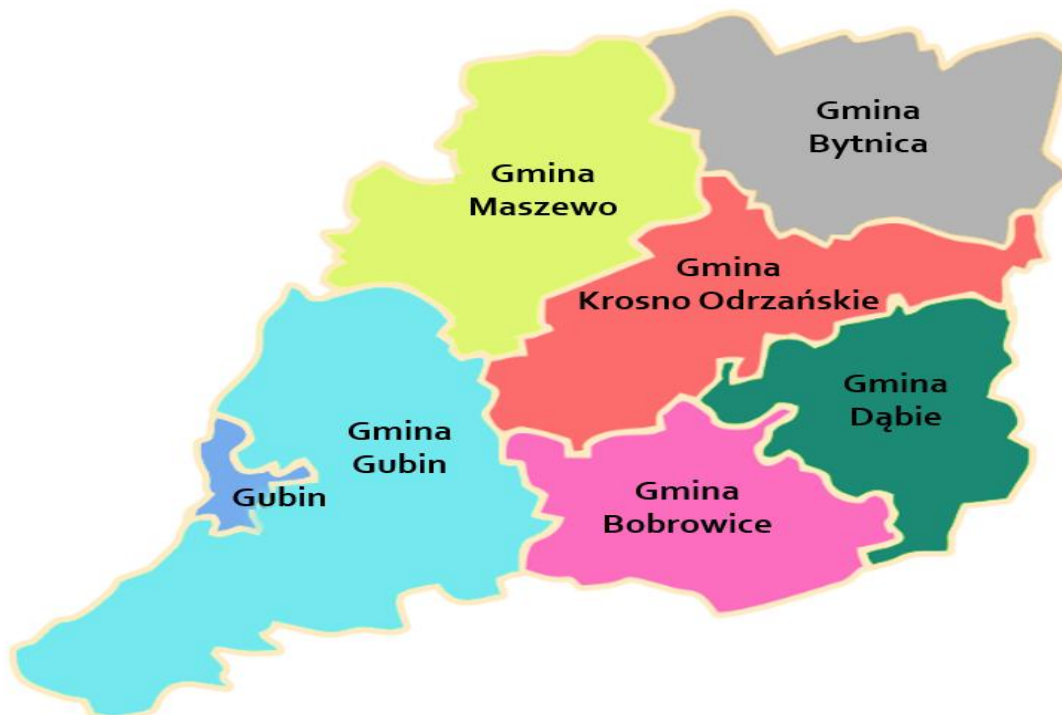 Gmina
Bytnica
Gmina
Maszewo
Gmina
Krosno Odrzańskie
Gmina
Dąbie
Gmina
Gubin
Gubin
Gmina
Bobrowice